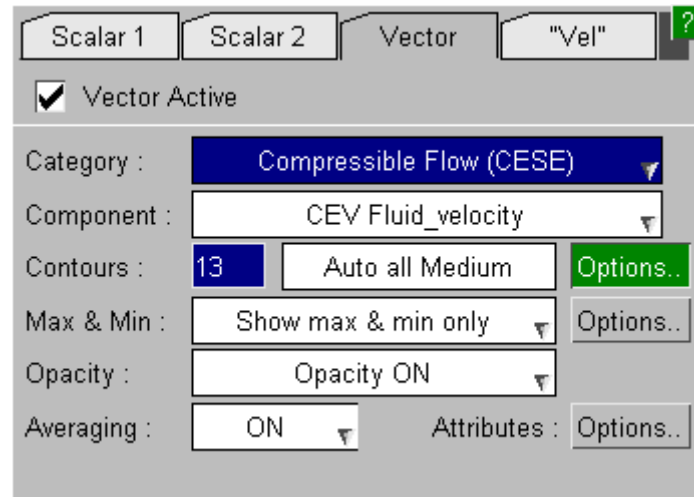 Scalar 1 Scalar 2 Vector "Vel" ?
Vector Active
Category : Compressible Flow (CESE)
Component : CEV Fluid_velocity
Contours : 13 Auto all Medium Options..
Max & Min : Show max & min only Options..
Opacity : Opacity ON
Averaging : ON Attributes : Options..